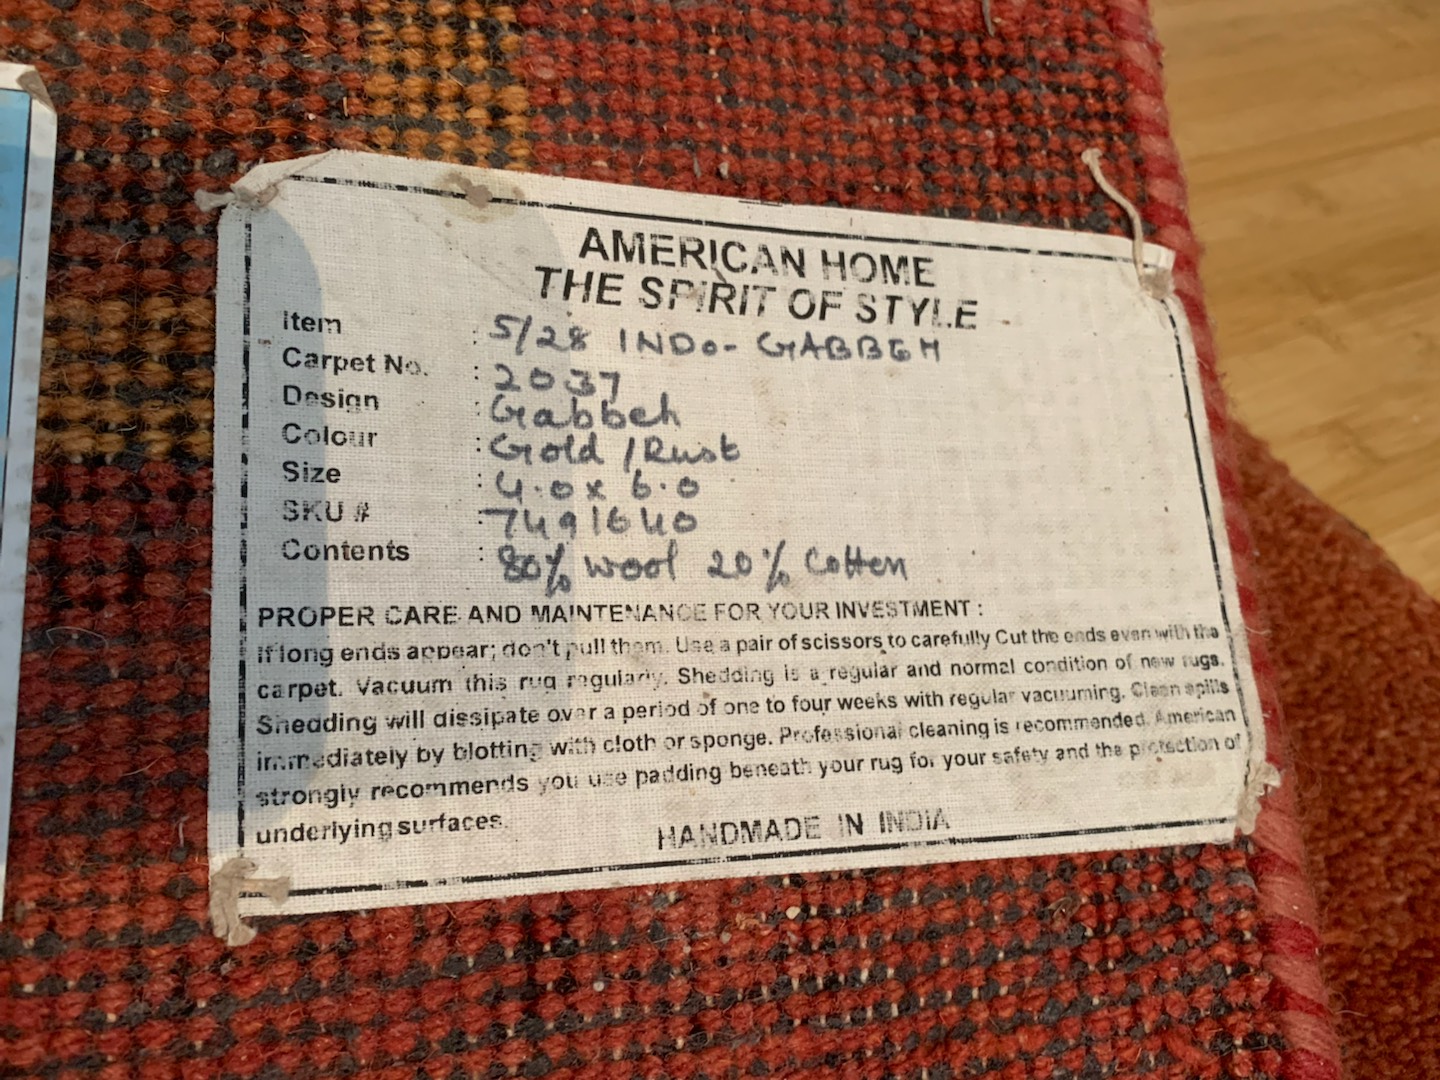 AMERICAN HOME
THE SPIRIT OF STYLE
Item : 5/28 INDO-GABBEH
Carpet No. : 2037
Design : Gabbeh
Colour : Gold / Rust
Size : 4.0 x 6.0
SKU # : 7491640
Contents : 80% wool 20% Cotten
PROPER CARE AND MAINTENANCE FOR YOUR INVESTMENT :
If long ends appear; don't pull them. Use a pair of scissors to carefully Cut the ends even with the
carpet. Vacuum this rug regularly. Shedding is a regular and normal condition of new rugs.
Shedding will dissipate over a period of one to four weeks with regular vacuuming. Clean spills
immediately by blotting with cloth or sponge. Professional cleaning is recommended. American
strongly recommends you use padding beneath your rug for your safety and the protection of
underlying surfaces.
HANDMADE IN INDIA